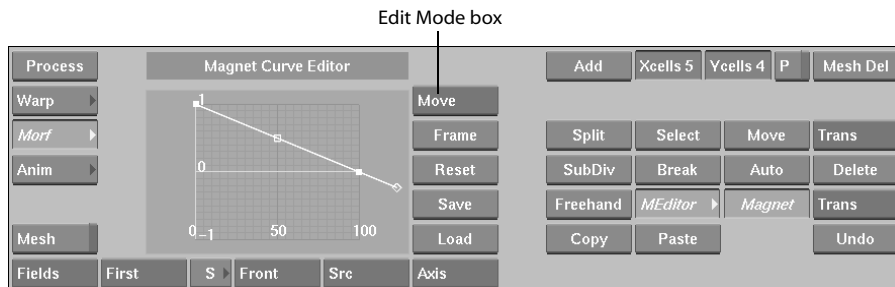 Edit Mode box
Process Magnet Curve Editor Add Xcells 5 Ycells 4 P Mesh Del
Warp 1 Move
Morf Frame Split Select Move Trans
Anim 0 Reset SubDiv Break Auto Delete
Save Freehand MEditor Magnet Trans
Mesh 0 -1 50 100 Load Copy Paste Undo
Fields First S Front Src Axis